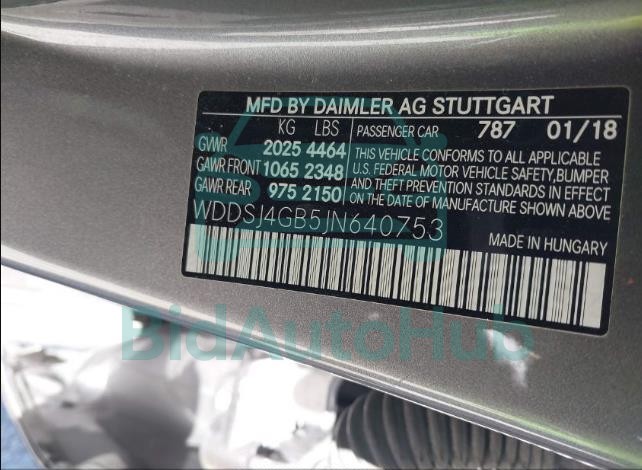 MFD BY DAIMLER AG STUTTGART
KG LBS PASSENGER CAR 787 01/18
GVWR 2025 4464 THIS VEHICLE CONFORMS TO ALL APPLICABLE
GAWR FRONT 1065 2348 U.S. FEDERAL MOTOR VEHICLE SAFETY,BUMPER
GAWR REAR 975 2150 AND THEFT PREVENTION STANDARDS IN EFFECT
ON THE DATE OF MANUFACTURE SHOWN ABOVE
WDDSJ4GB5JN640753 MADE IN HUNGARY
BidAutoHub